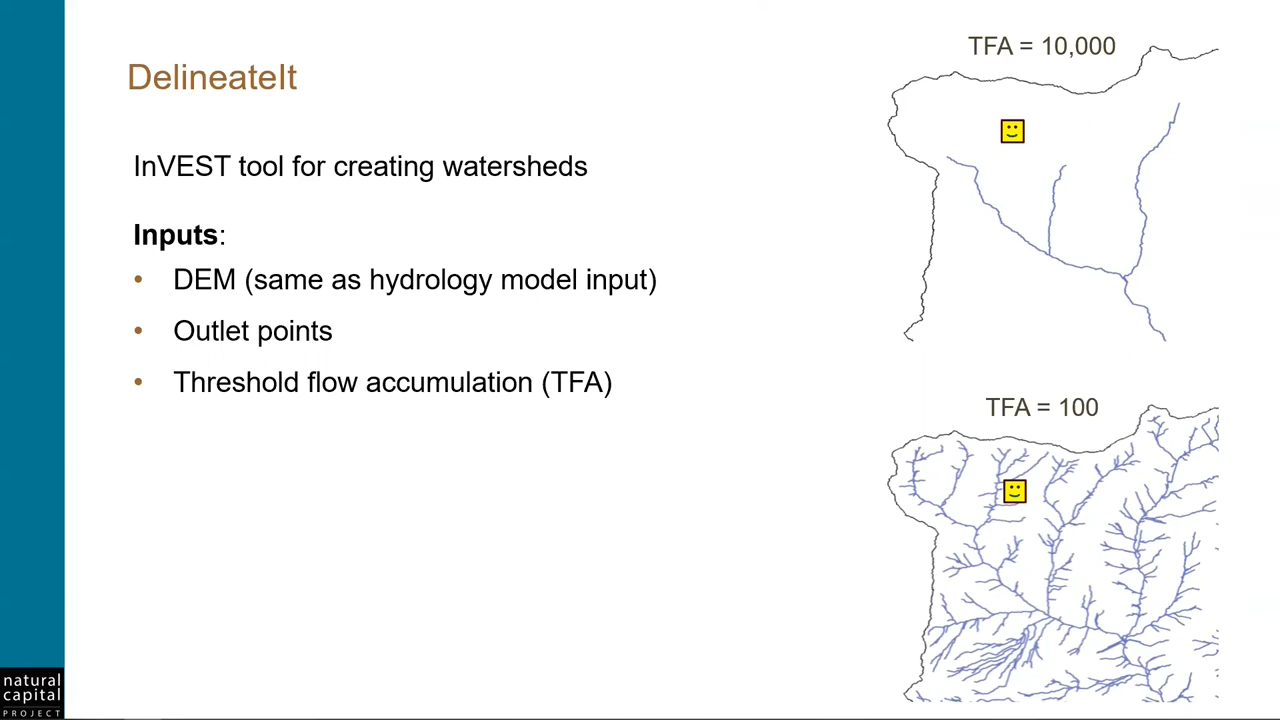 DelineateIt
InVEST tool for creating watersheds
Inputs:
• DEM (same as hydrology model input)
• Outlet points
• Threshold flow accumulation (TFA)
TFA = 10,000
TFA = 100
natural
capital
PROJECT